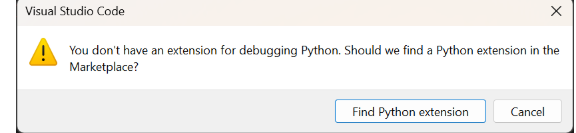 Visual Studio Code
You don't have an extension for debugging Python. Should we find a Python extension in the
Marketplace?
Find Python extension
Cancel